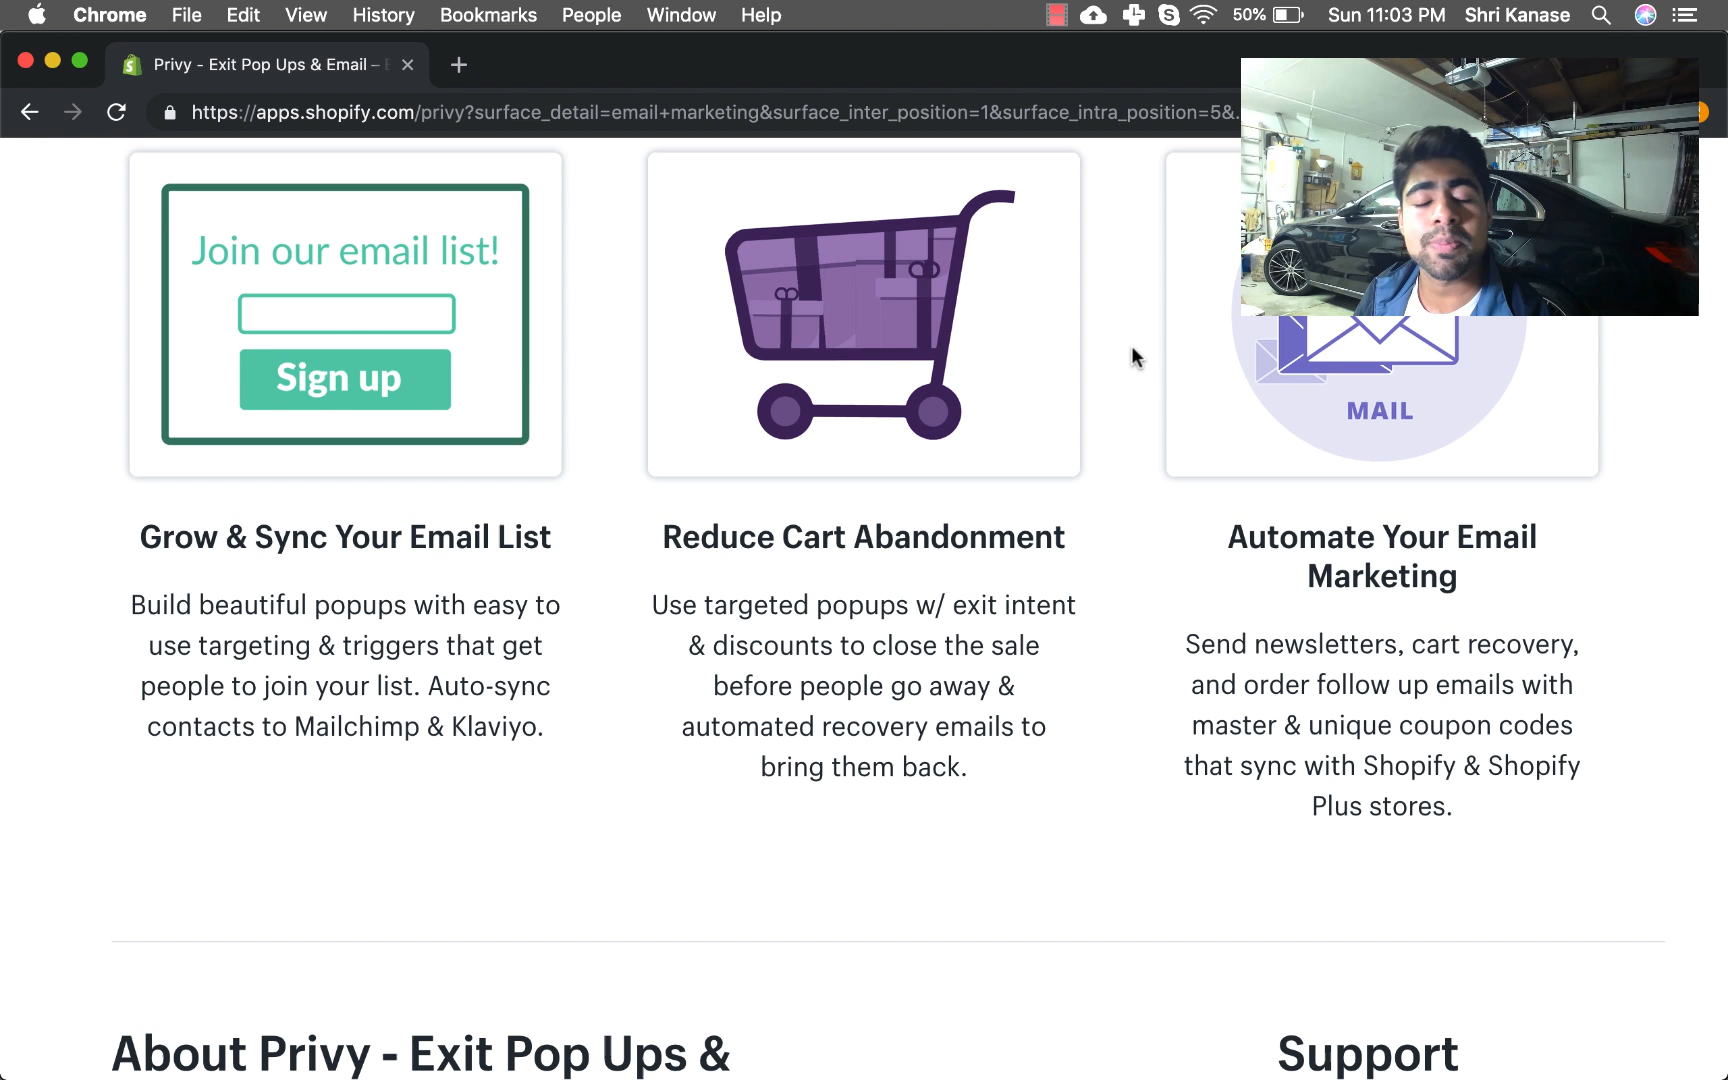 Chrome File Edit View History Bookmarks People Window Help 50% Sun 11:03 PM Shri Kanase
Privy - Exit Pop Ups & Email –
https://apps.shopify.com/privy?surface_detail=email+marketing&surface_inter_position=1&surface_intra_position=5&.
Join our email list!
Sign up
MAIL
Grow & Sync Your Email List
Build beautiful popups with easy to
use targeting & triggers that get
people to join your list. Auto-sync
contacts to Mailchimp & Klaviyo.
Reduce Cart Abandonment
Use targeted popups w/ exit intent
& discounts to close the sale
before people go away &
automated recovery emails to
bring them back.
Automate Your Email
Marketing
Send newsletters, cart recovery,
and order follow up emails with
master & unique coupon codes
that sync with Shopify & Shopify
Plus stores.
About Privy - Exit Pop Ups &
Support